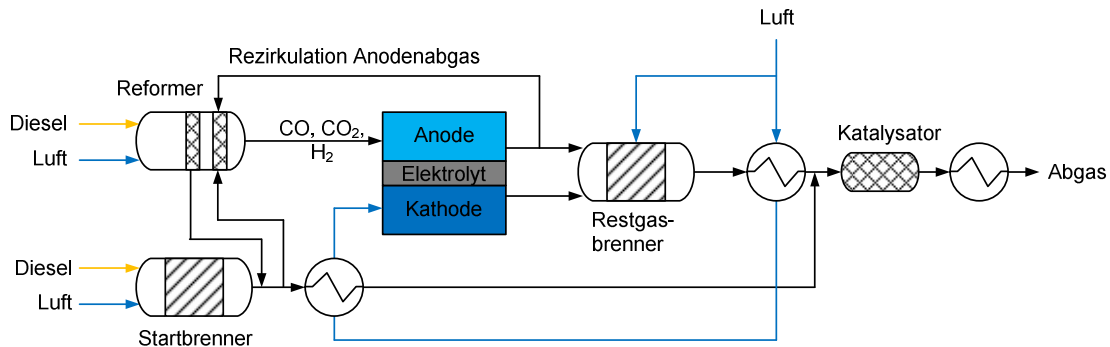 Luft
Rezirkulation Anodenabgas
Reformer
Diesel
Luft
CO, CO₂,
H₂
Anode
Elektrolyt
Kathode
Restgas-
brenner
Katalysator
Abgas
Diesel
Luft
Startbrenner